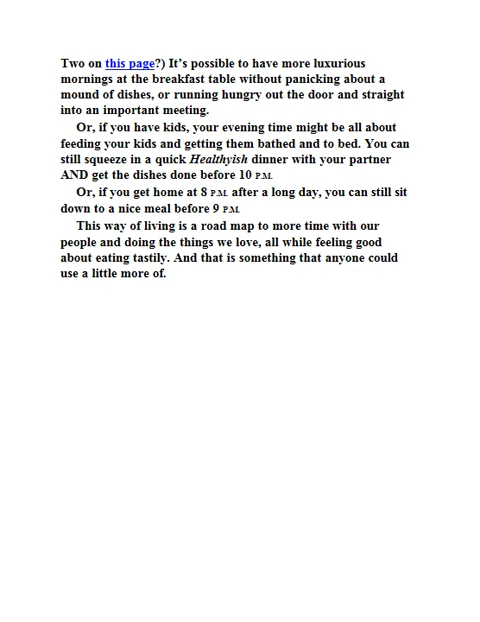 Two on this page?) It’s possible to have more luxurious
mornings at the breakfast table without panicking about a
mound of dishes, or running hungry out the door and straight
into an important meeting.
Or, if you have kids, your evening time might be all about
feeding your kids and getting them bathed and to bed. You can
still squeeze in a quick Healthyish dinner with your partner
AND get the dishes done before 10 P.M.
Or, if you get home at 8 P.M. after a long day, you can still sit
down to a nice meal before 9 P.M.
This way of living is a road map to more time with our
people and doing the things we love, all while feeling good
about eating tastily. And that is something that anyone could
use a little more of.